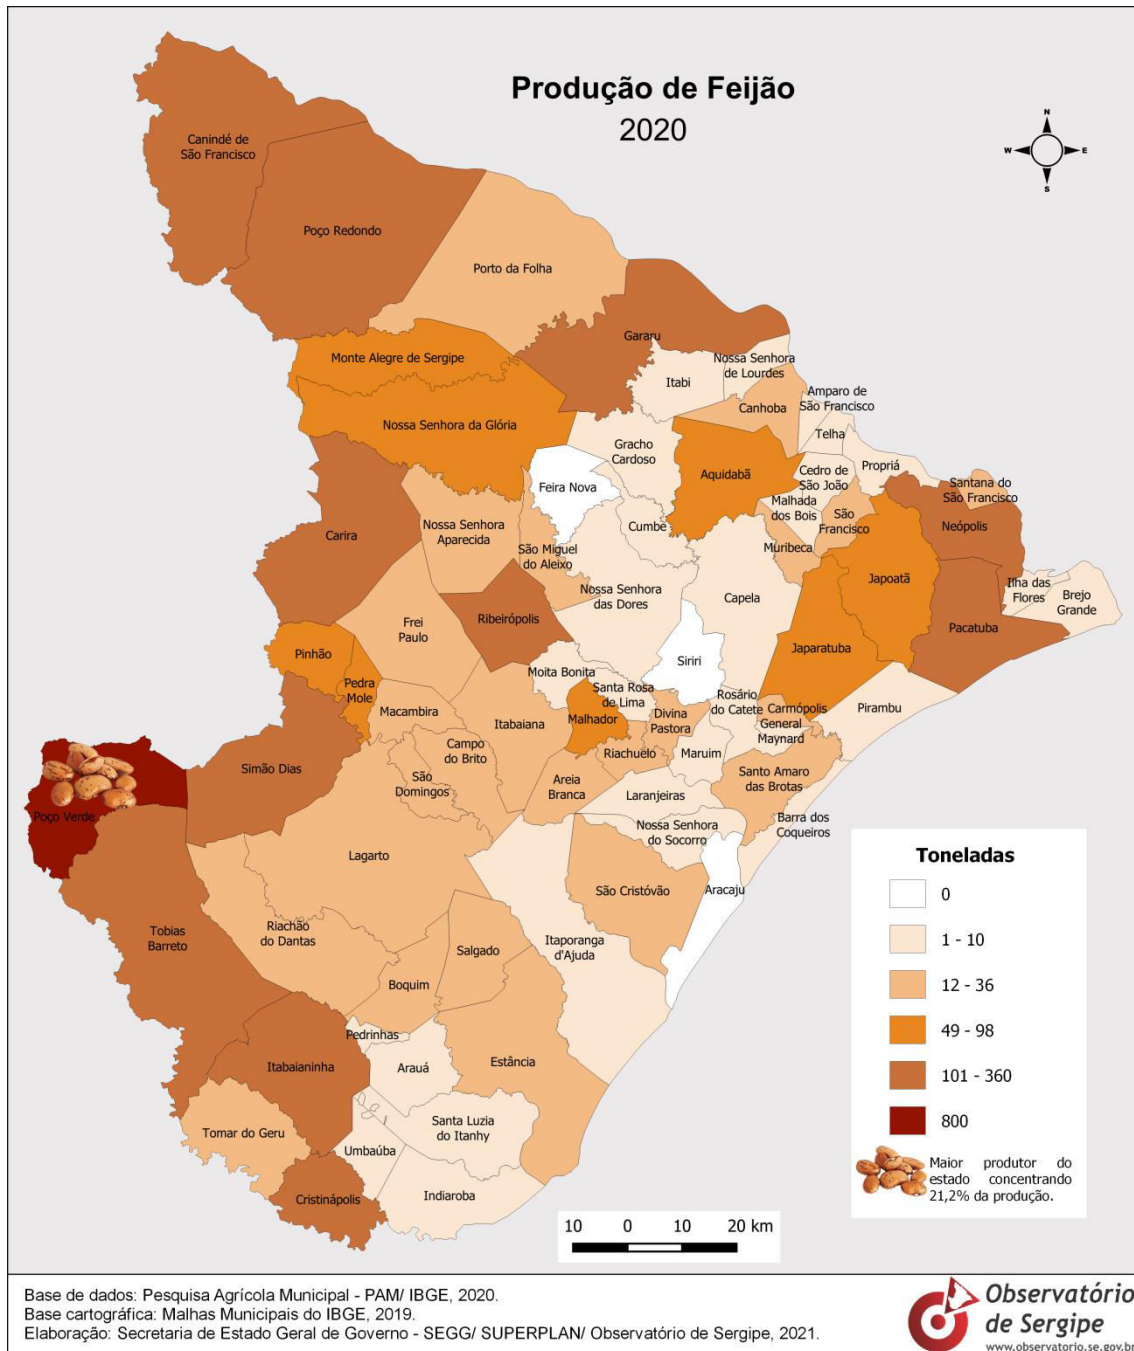 Produção de Feijão
2020
N
W
E
S
Canindé de
São Francisco
Poço Redondo
Porto da Folha
Gararu
Monte Alegre de Sergipe
Nossa Senhora
de Lourdes
Itabi
Amparo de
São Francisco
Canhoba
Nossa Senhora da Glória
Telha
Gracho
Cardoso
Propriá
Aquidabã
Cedro de
São João
Feira Nova
Santana do
São Francisco
Malhada
dos Bois
São
Francisco
Neópolis
Carira
Nossa Senhora
Aparecida
Cumbe
São Miguel
do Aleixo
Muribeca
Japoatã
Ilha das
Flores
Brejo
Grande
Nossa Senhora
das Dores
Capela
Ribeirópolis
Frei
Paulo
Pacatuba
Pinhão
Siriri
Japaratuba
Moita Bonita
Pedra
Mole
Santa Rosa
de Lima
Rosário
do Catete
Pirambu
Macambira
Carmópolis
Divina
Pastora
Malhador
Itabaiana
General
Maynard
Campo
do Brito
Riachuelo
Maruim
Simão Dias
São
Domingos
Areia
Branca
Santo Amaro
das Brotas
Laranjeiras
Poço Verde
Nossa Senhora
do Socorro
Barra dos
Coqueiros
Lagarto
São Cristóvão
Aracaju
Tobias
Barreto
Riachão
do Dantas
Itaporanga
d'Ajuda
Salgado
Boquim
Pedrinhas
Itabaianinha
Arauá
Estância
Santa Luzia
do Itanhy
Tomar do Geru
Umbaúba
Cristinápolis
Indiaroba
Toneladas
0
1 - 10
12 - 36
49 - 98
101 - 360
800
Maior produtor do
estado concentrando
21,2% da produção.
10 0 10 20 km
Base de dados: Pesquisa Agrícola Municipal - PAM/ IBGE, 2020.
Base cartográfica: Malhas Municipais do IBGE, 2019.
Elaboração: Secretaria de Estado Geral de Governo - SEGG/ SUPERPLAN/ Observatório de Sergipe, 2021.
Observatório
de Sergipe
www.observatorio.se.gov.br